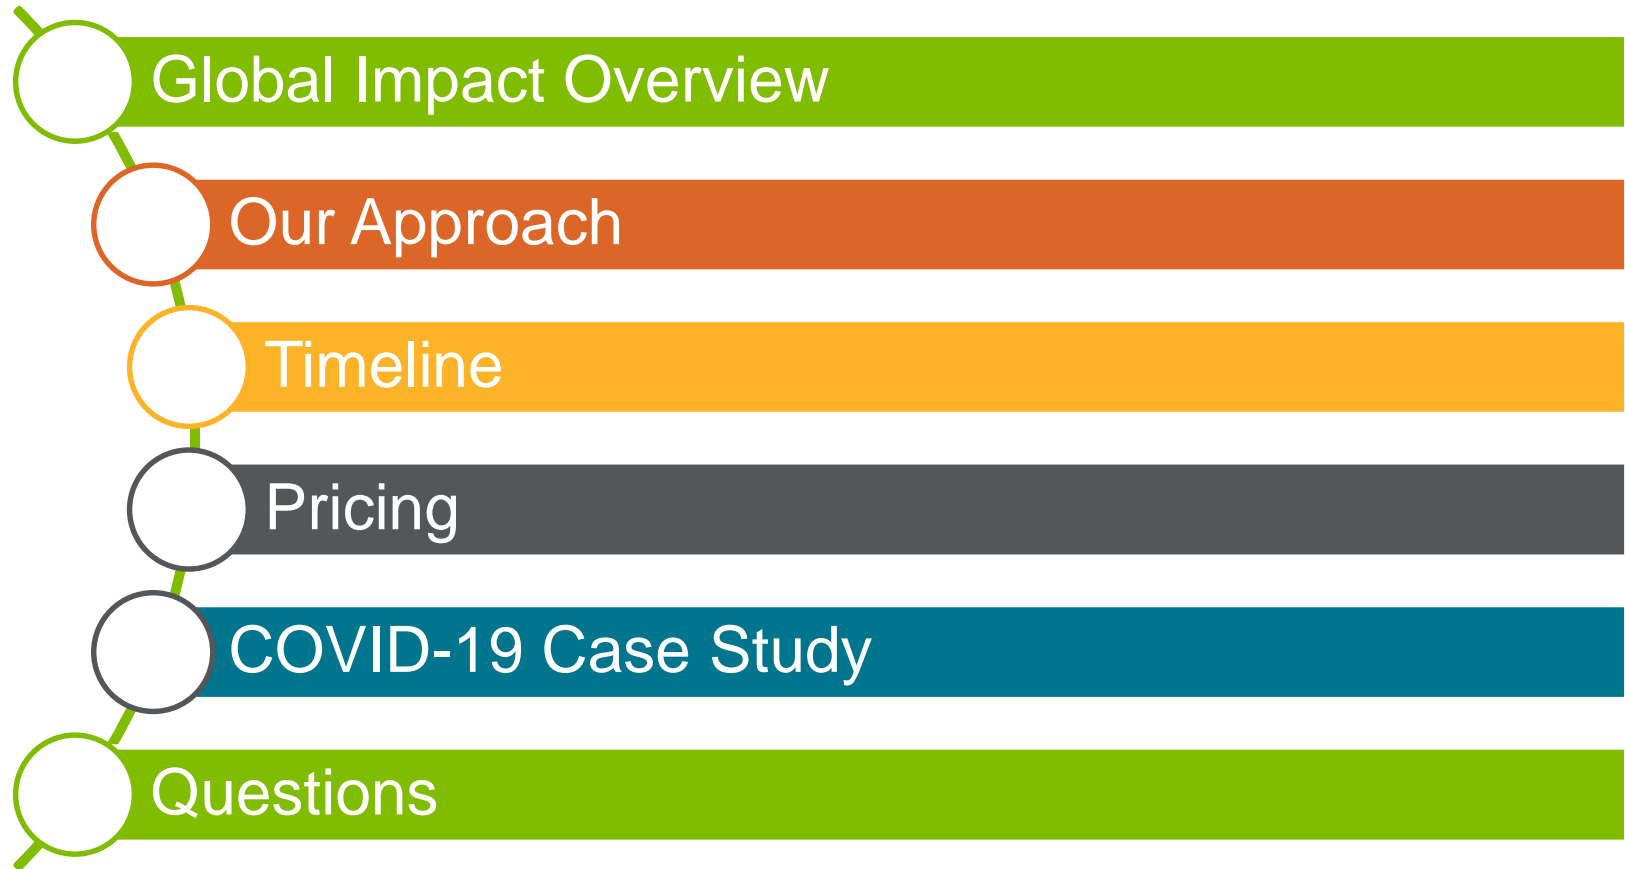 Global Impact Overview
Our Approach
Timeline
Pricing
COVID-19 Case Study
Questions